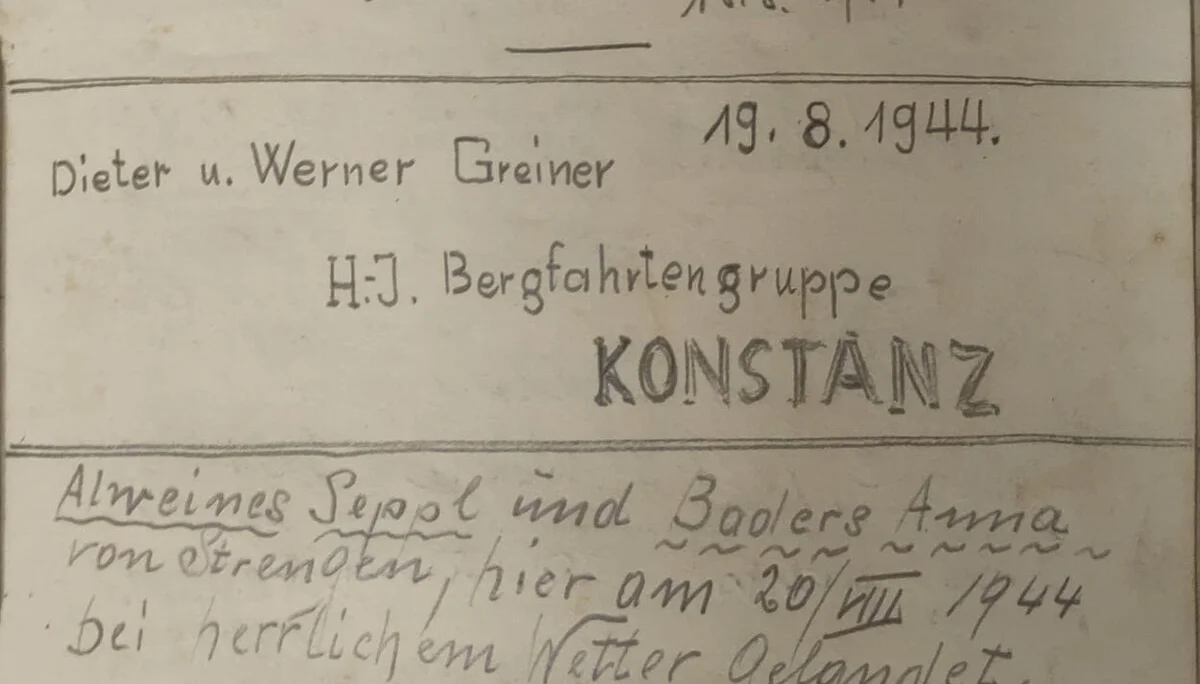 19. 8. 1944.
Dieter u. Werner Greiner
H.-J. Bergfahrtengruppe
KONSTANZ
Alweines Seppl und Baders Anna
von Strengen, hier am 20/VIII 1944
bei herrlichem Wetter Gelandet.